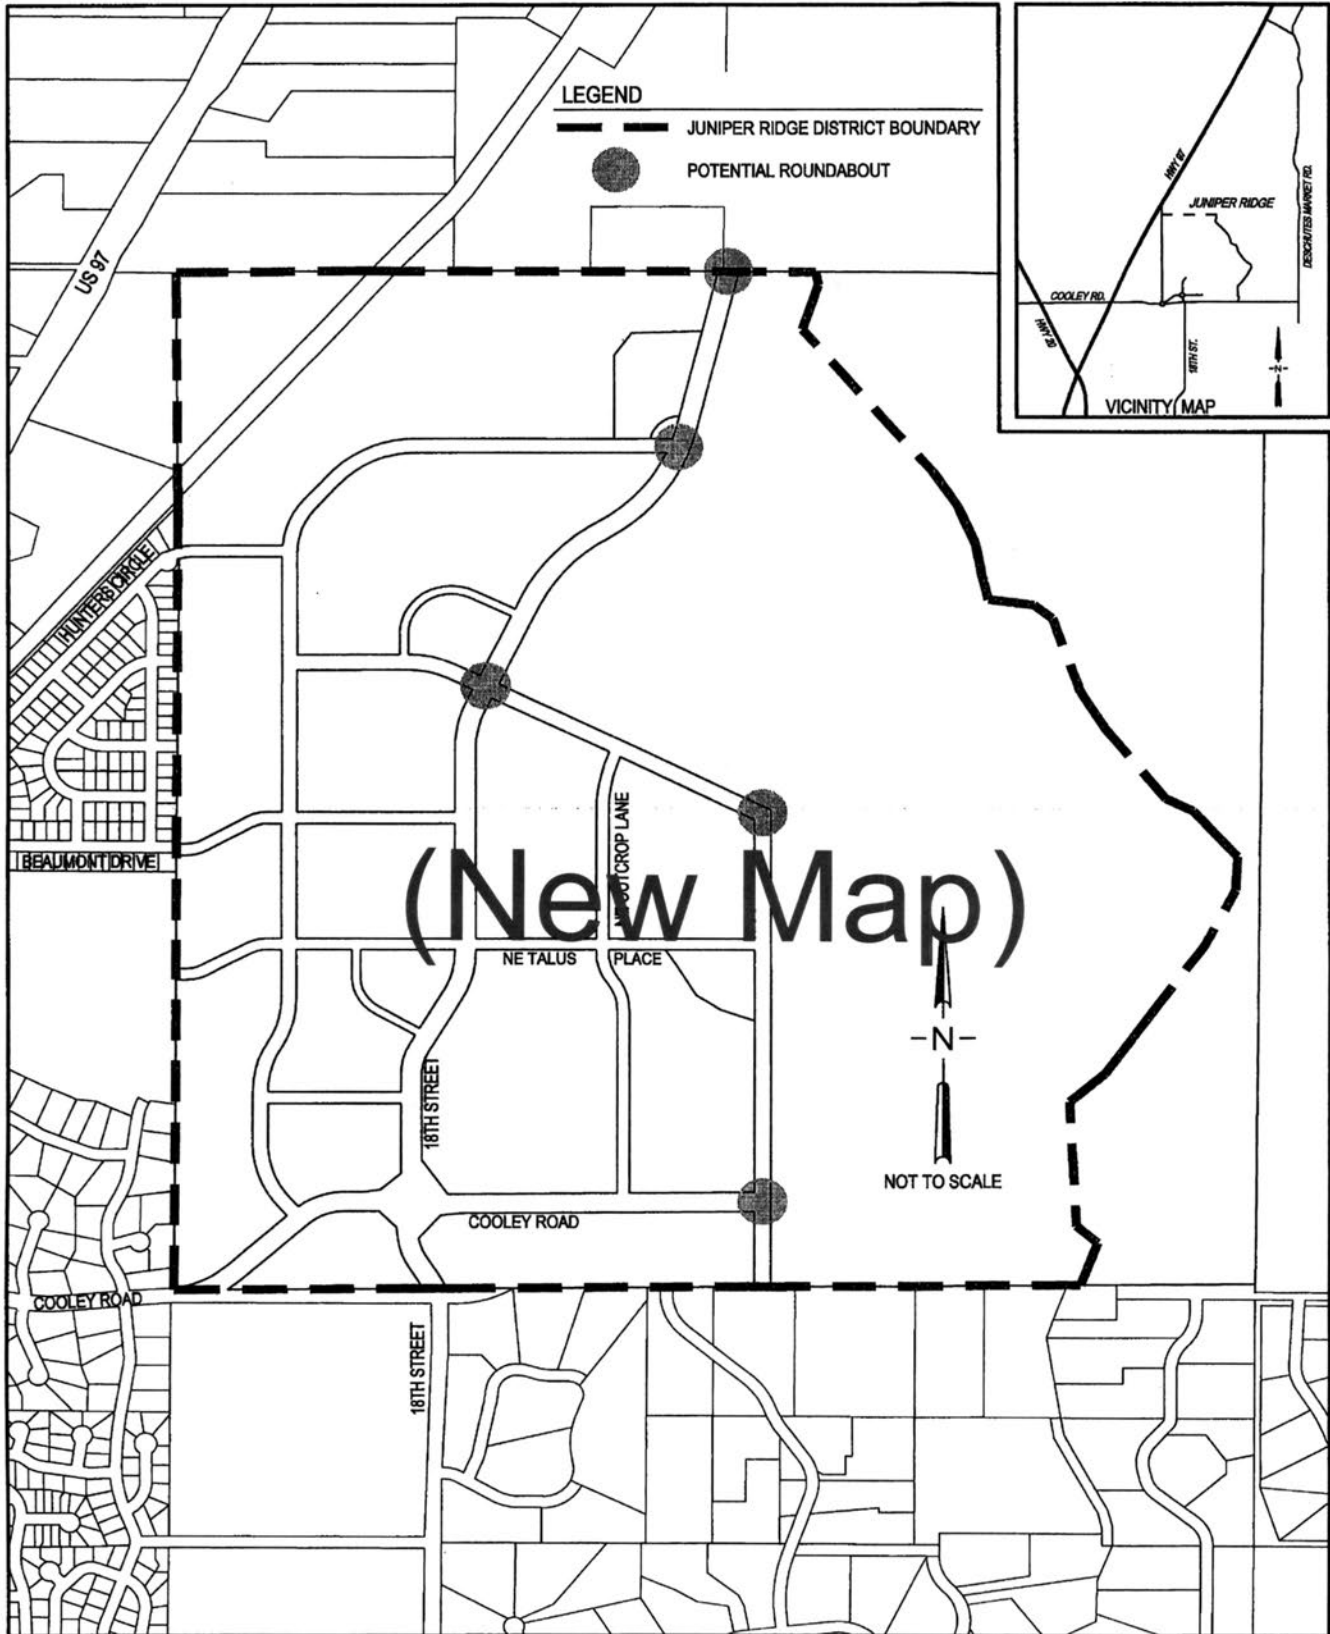 LEGEND
JUNIPER RIDGE DISTRICT BOUNDARY
POTENTIAL ROUNDABOUT
HWY 97
JUNIPER RIDGE
DESCHUTES MARKET RD.
COOLEY RD.
HWY 20
18TH ST.
-N-
VICINITY MAP
US 97
HUNTERS CIRCLE
BEAUMONT DRIVE
NE OUTCROP LANE
(New Map)
NE TALUS PLACE
-N-
18TH STREET
NOT TO SCALE
COOLEY ROAD
COOLEY ROAD
18TH STREET